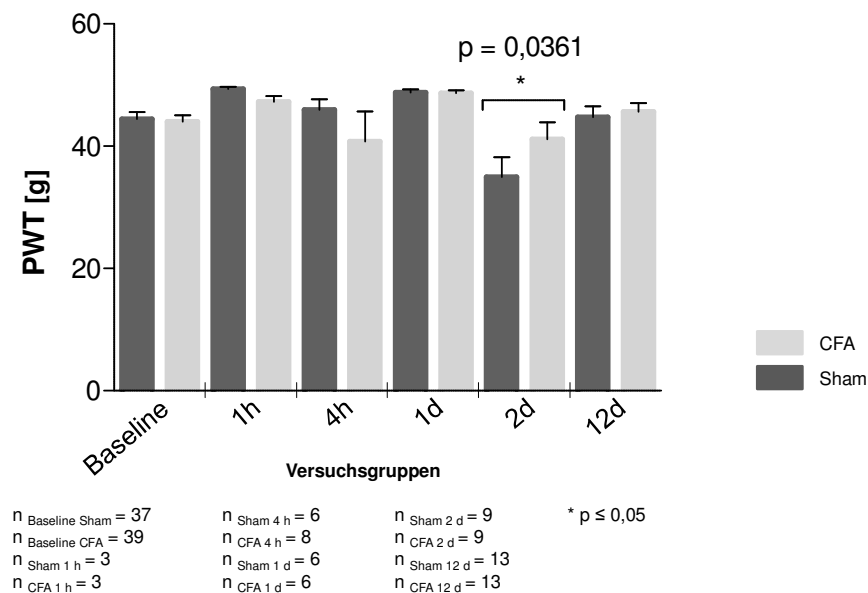 60
p = 0,0361
*
40
PWT [g]
20
CFA
Sham
0
Baseline 1h 4h 1d 2d 12d
Versuchsgruppen
n Baseline Sham = 37 n Sham 4 h = 6 n Sham 2 d = 9 * p ≤ 0,05
n Baseline CFA = 39 n CFA 4 h = 8 n CFA 2 d = 9
n Sham 1 h = 3 n Sham 1 d = 6 n Sham 12 d = 13
n CFA 1 h = 3 n CFA 1 d = 6 n CFA 12 d = 13